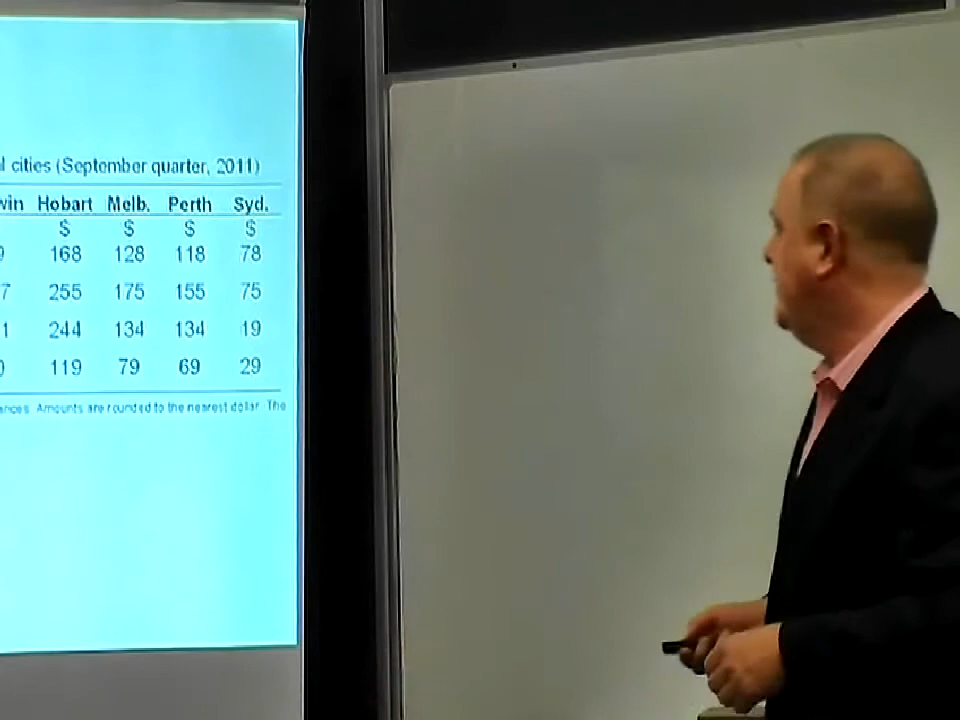 l cities (September quarter, 2011)
win Hobart Melb. Perth Syd.
$ $ $ $
9 168 128 118 78
7 255 175 155 75
1 244 134 134 19
0 119 79 69 29
ances. Amounts are rounded to the nearest dollar. The